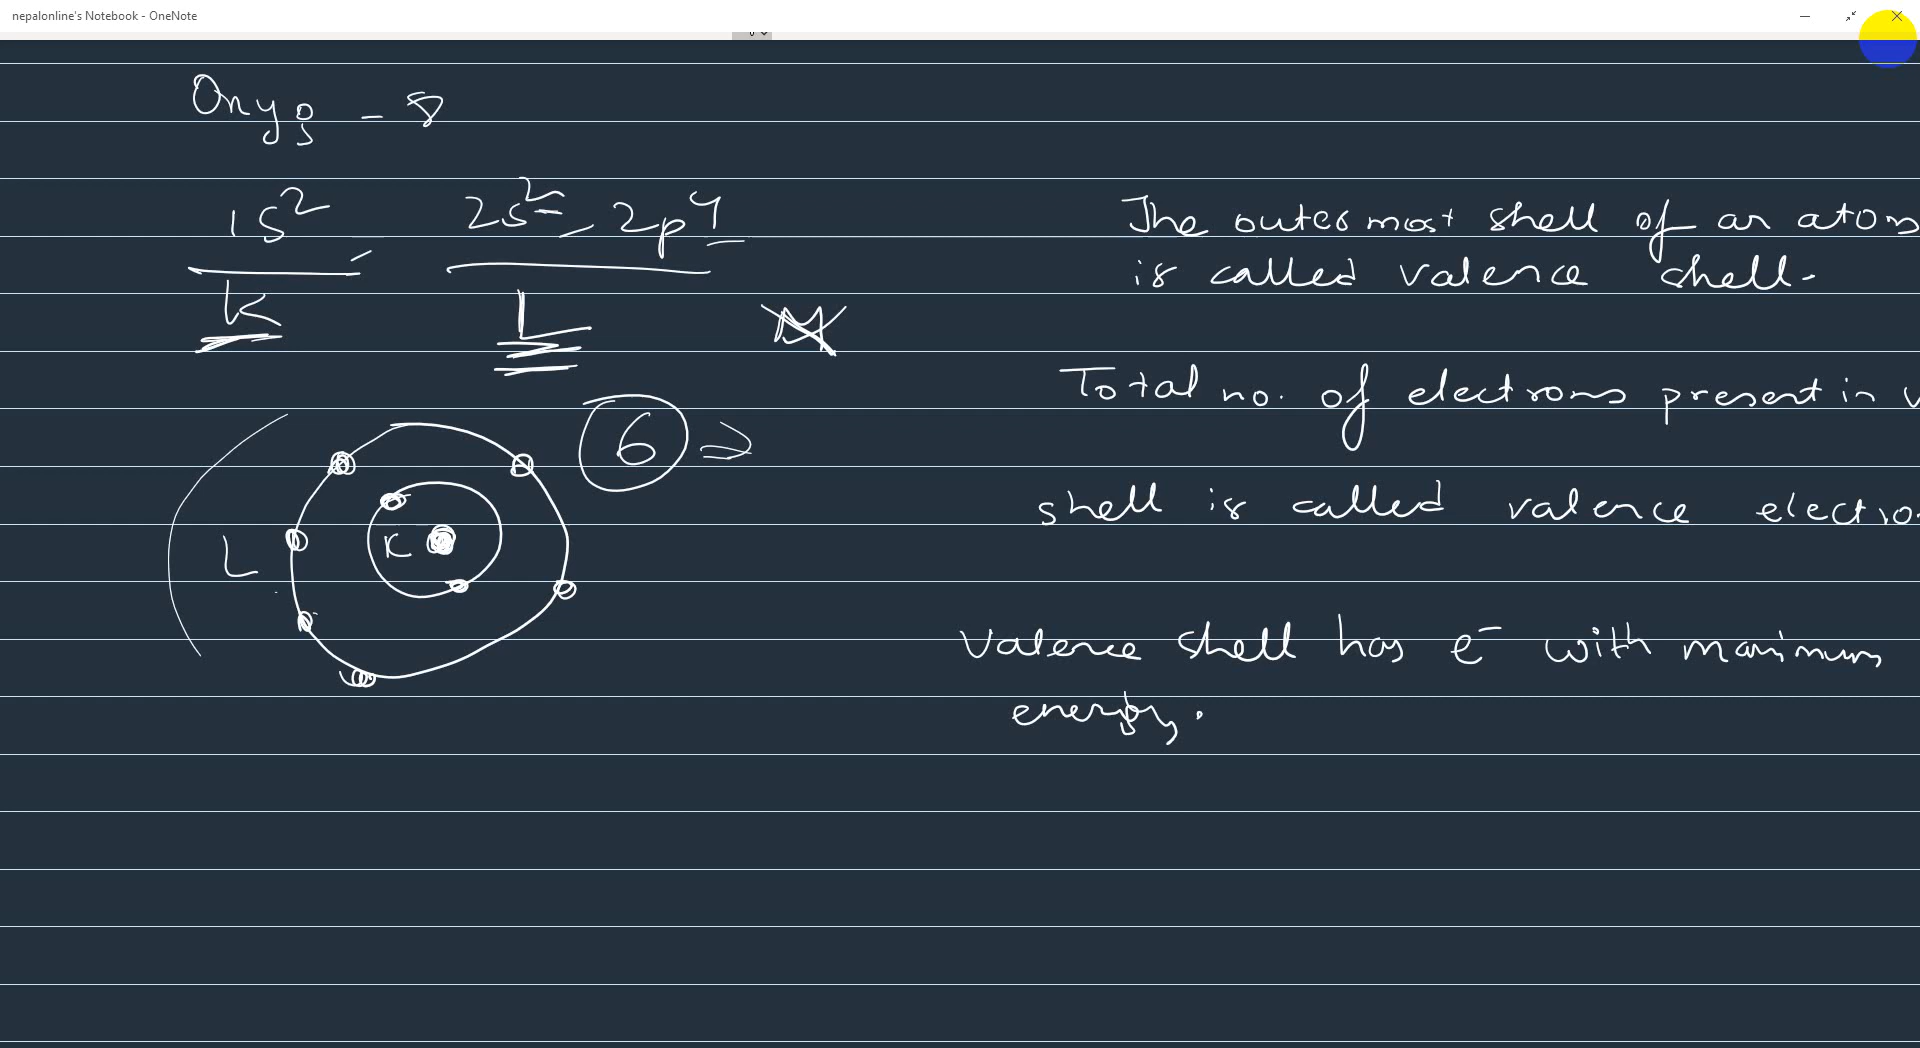 nepalonline's Notebook - OneNote
Oxyg - 8
1s² 2s² 2p⁴
K L M
6 ⇒
K
L
The outermost shell of an atom
is called valence shell.
Total no. of electrons present in v
shell is called valence electro
Valence shell has e⁻ with maximum
energy.